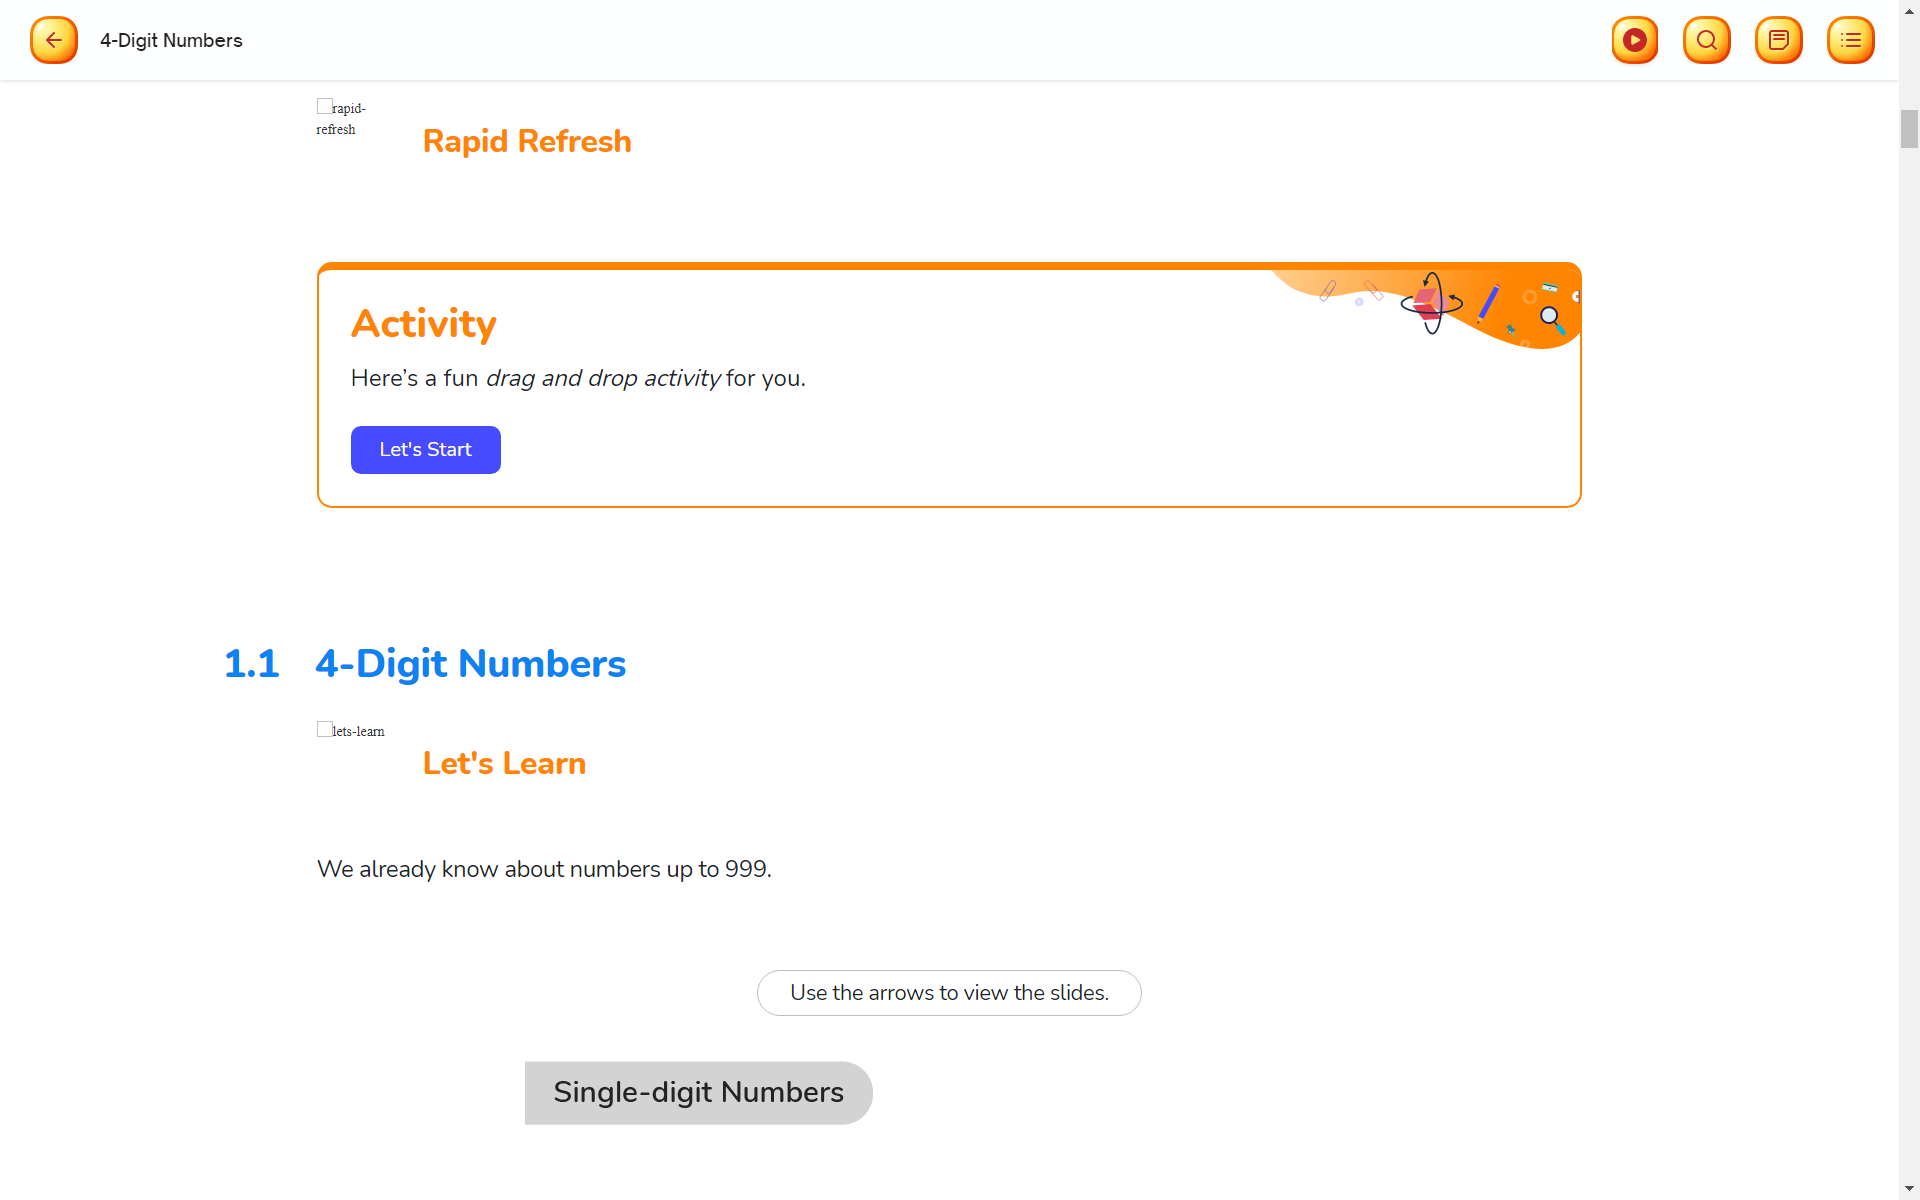 4-Digit Numbers
rapid-
refresh
Rapid Refresh
Activity
Here’s a fun drag and drop activity for you.
Let's Start
1.1 4-Digit Numbers
lets-learn
Let's Learn
We already know about numbers up to 999.
Use the arrows to view the slides.
Single-digit Numbers